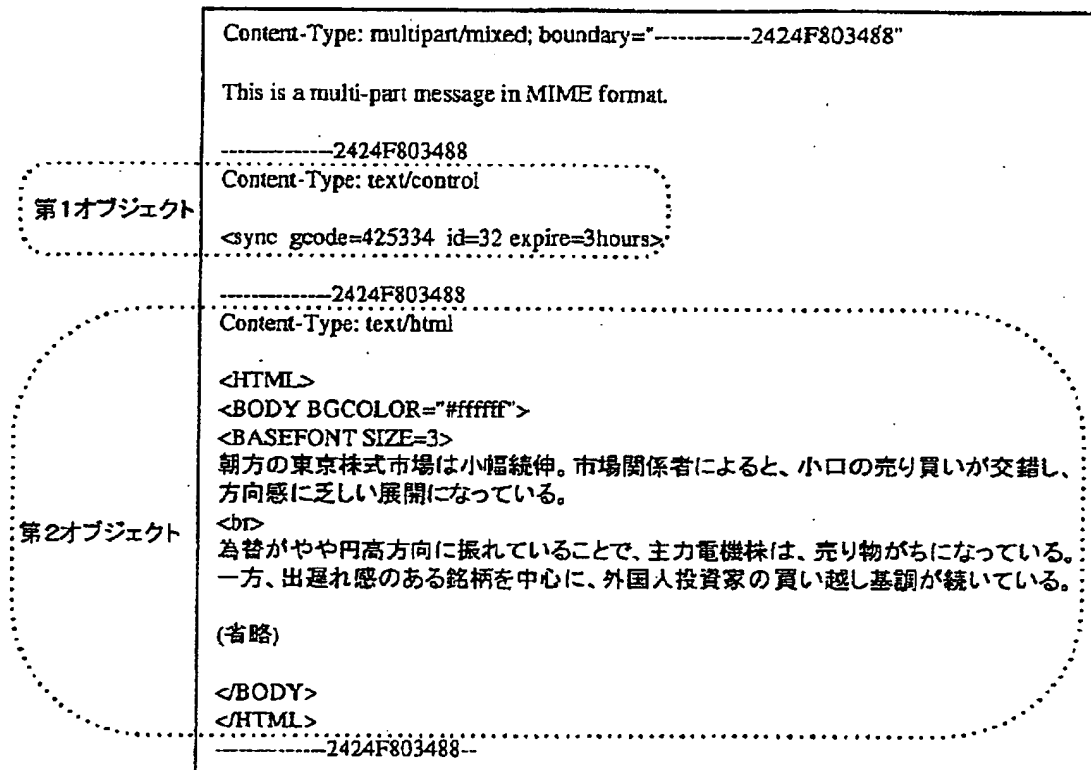 Content-Type: multipart/mixed; boundary="-------------2424F803488"
This is a multi-part message in MIME format.
--------------2424F803488
Content-Type: text/control
第1オブジェクト
<sync gcode=425334 id=32 expire=3hours>
--------------2424F803488
Content-Type: text/html
<HTML>
<BODY BGCOLOR="#ffffff">
<BASEFONT SIZE=3>
朝方の東京株式市場は小幅続伸。市場関係者によると、小口の売り買いが交錯し、
方向感に乏しい展開になっている。
<br>
第2オブジェクト
為替がやや円高方向に振れていることで、主力電機株は、売り物がちになっている。
一方、出遅れ感のある銘柄を中心に、外国人投資家の買い越し基調が続いている。
(省略)
</BODY>
</HTML>
--------------2424F803488--